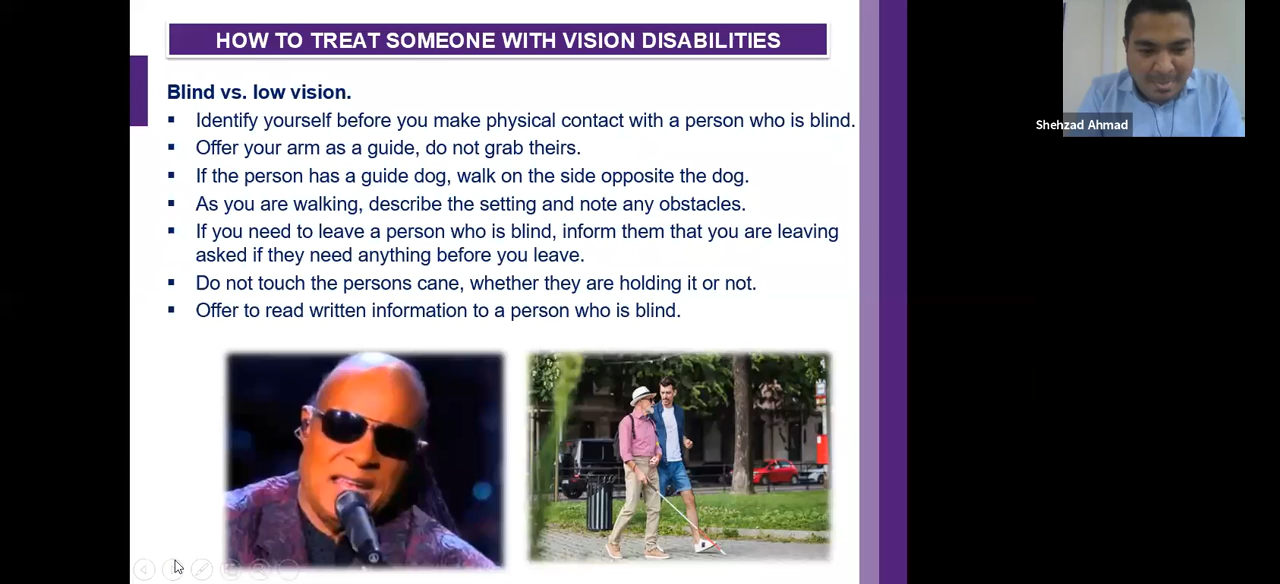 HOW TO TREAT SOMEONE WITH VISION DISABILITIES
Blind vs. low vision.
▪ Identify yourself before you make physical contact with a person who is blind.
▪ Offer your arm as a guide, do not grab theirs.
▪ If the person has a guide dog, walk on the side opposite the dog.
▪ As you are walking, describe the setting and note any obstacles.
▪ If you need to leave a person who is blind, inform them that you are leaving
asked if they need anything before you leave.
▪ Do not touch the persons cane, whether they are holding it or not.
▪ Offer to read written information to a person who is blind.
Shehzad Ahmad